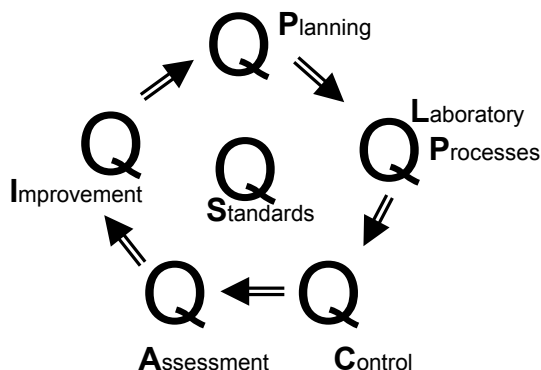 Q Planning
Q Laboratory
Processes
Q Improvement
Q Standards
Q Assessment
Q Control